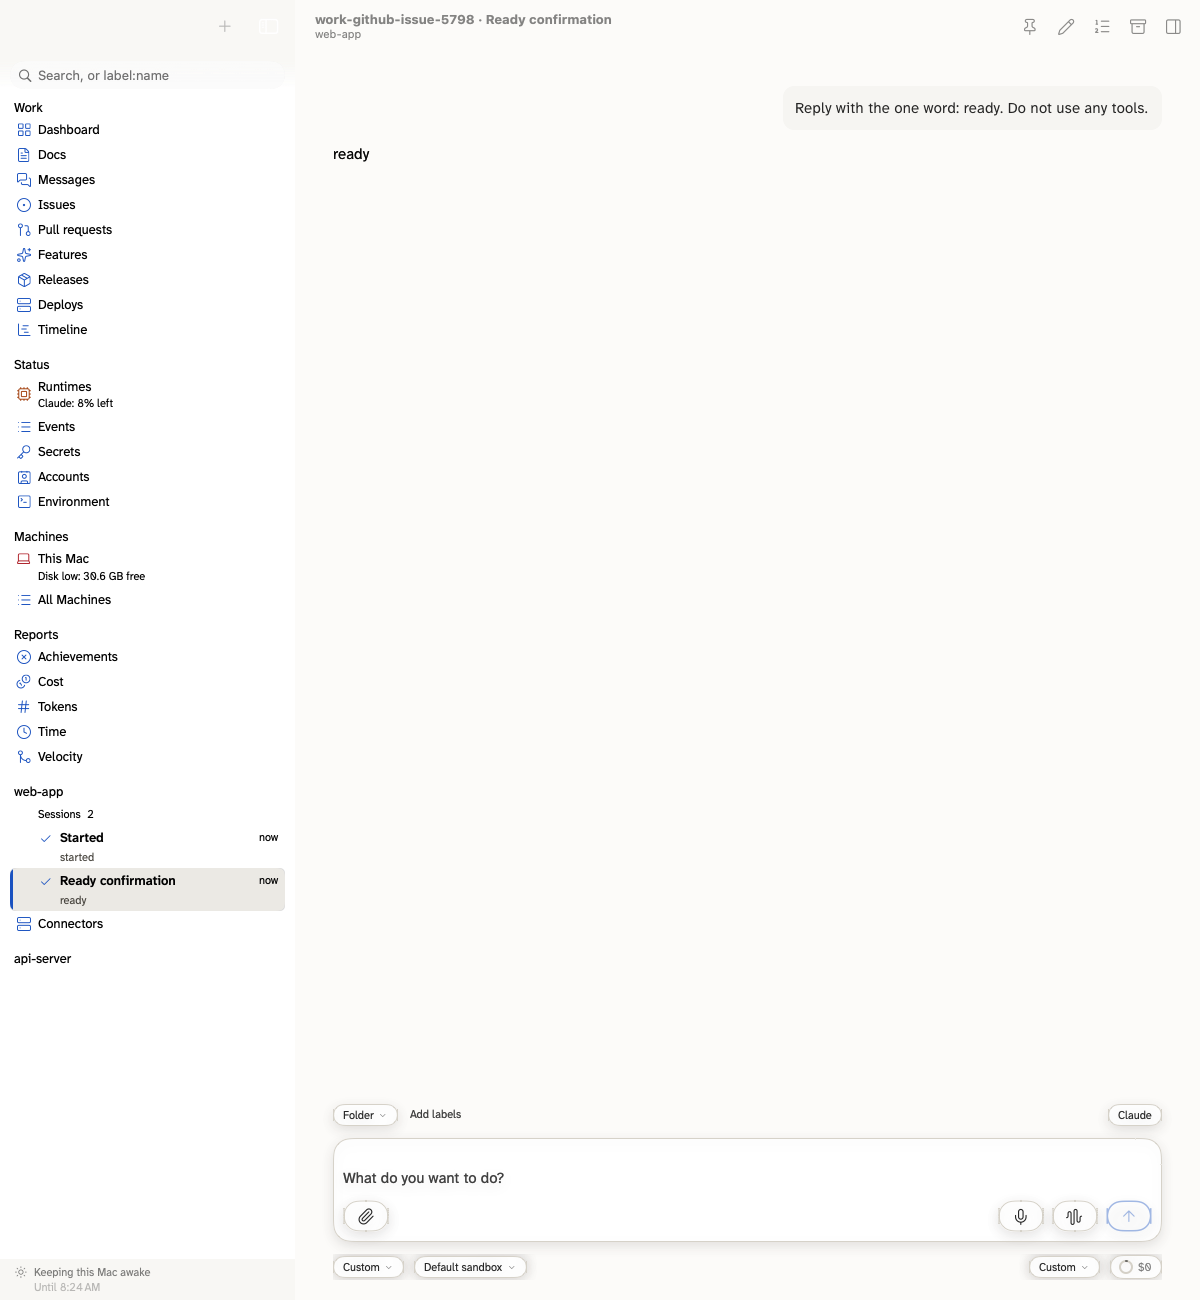 work-github-issue-5798 · Ready confirmation
web-app
Search, or label:name
Work
Dashboard
Docs
Messages
Issues
Pull requests
Features
Releases
Deploys
Timeline
Status
Runtimes
Claude: 8% left
Events
Secrets
Accounts
Environment
Machines
This Mac
Disk low: 30.6 GB free
All Machines
Reports
Achievements
Cost
Tokens
Time
Velocity
web-app
Sessions 2
Started now
started
Ready confirmation now
ready
Connectors
api-server
Keeping this Mac awake
Until 8:24 AM
Reply with the one word: ready. Do not use any tools.
ready
Folder Add labels Claude
What do you want to do?
Custom Default sandbox Custom $0